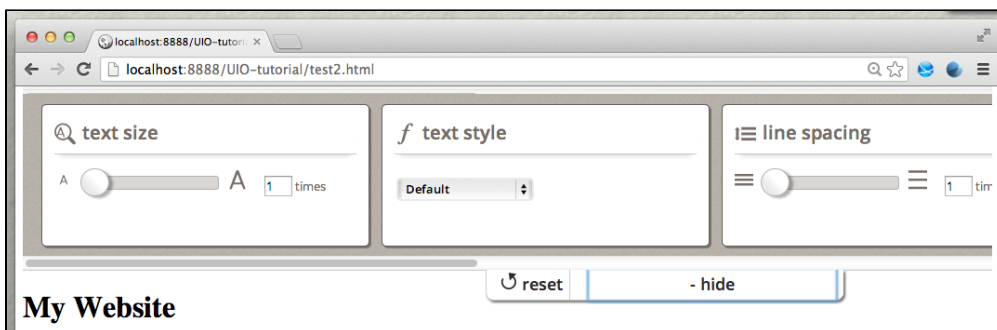 localhost:8888/UIO-tutori
localhost:8888/UIO-tutorial/test2.html
text size
A A 1 times
text style
Default
line spacing
1 tim
reset
- hide
My Website